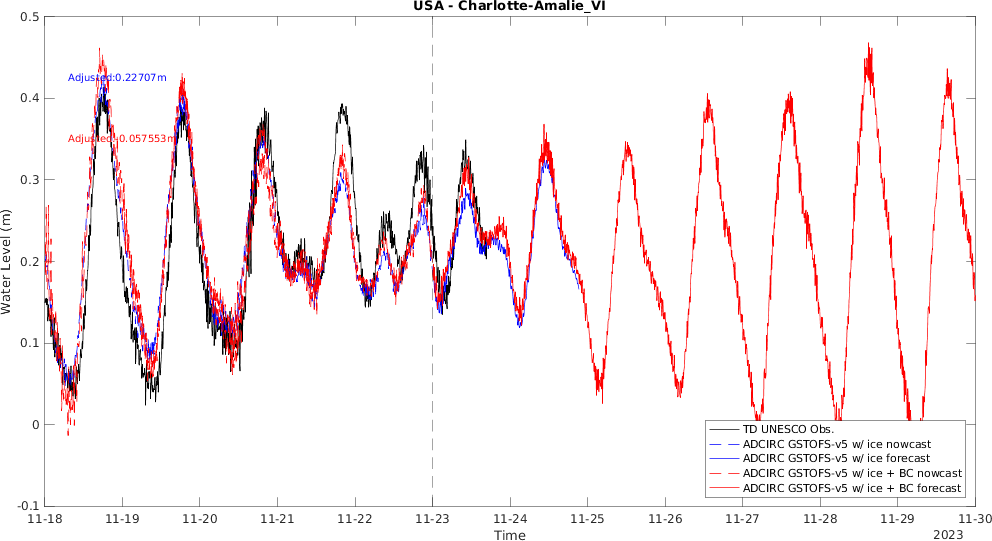 USA - Charlotte-Amalie_VI
0.5
0.4
0.3
0.2
0.1
0
-0.1
Water Level (m)
Adjusted:0.22707m
Adjusted:-0.057553m
TD UNESCO Obs.
ADCIRC GSTOFS-v5 w/ ice nowcast
ADCIRC GSTOFS-v5 w/ ice forecast
ADCIRC GSTOFS-v5 w/ ice + BC nowcast
ADCIRC GSTOFS-v5 w/ ice + BC forecast
11-18 11-19 11-20 11-21 11-22 11-23 11-24 11-25 11-26 11-27 11-28 11-29 11-30
Time
2023